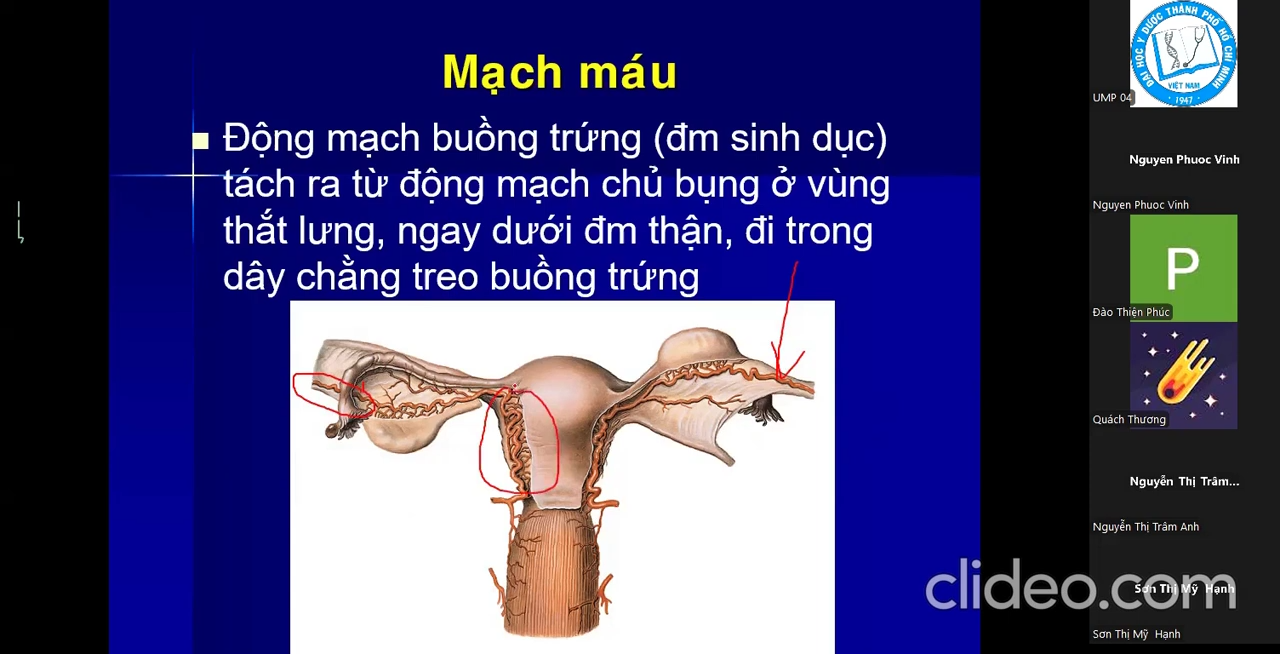 Mạch máu
Động mạch buồng trứng (đm sinh dục)
tách ra từ động mạch chủ bụng ở vùng
thắt lưng, ngay dưới đm thận, đi trong
dây chằng treo buồng trứng
ĐẠI HỌC Y DƯỢC THÀNH PHỐ HỒ CHÍ MINH
VIỆT NAM
1947
UMP 04
Nguyen Phuoc Vinh
Nguyen Phuoc Vinh
P
Đào Thiện Phúc
Quách Thương
Nguyễn Thị Trâm...
Nguyễn Thị Trâm Anh
clideo.com
Sơn Thị Mỹ Hạnh
Sơn Thị Mỹ Hạnh